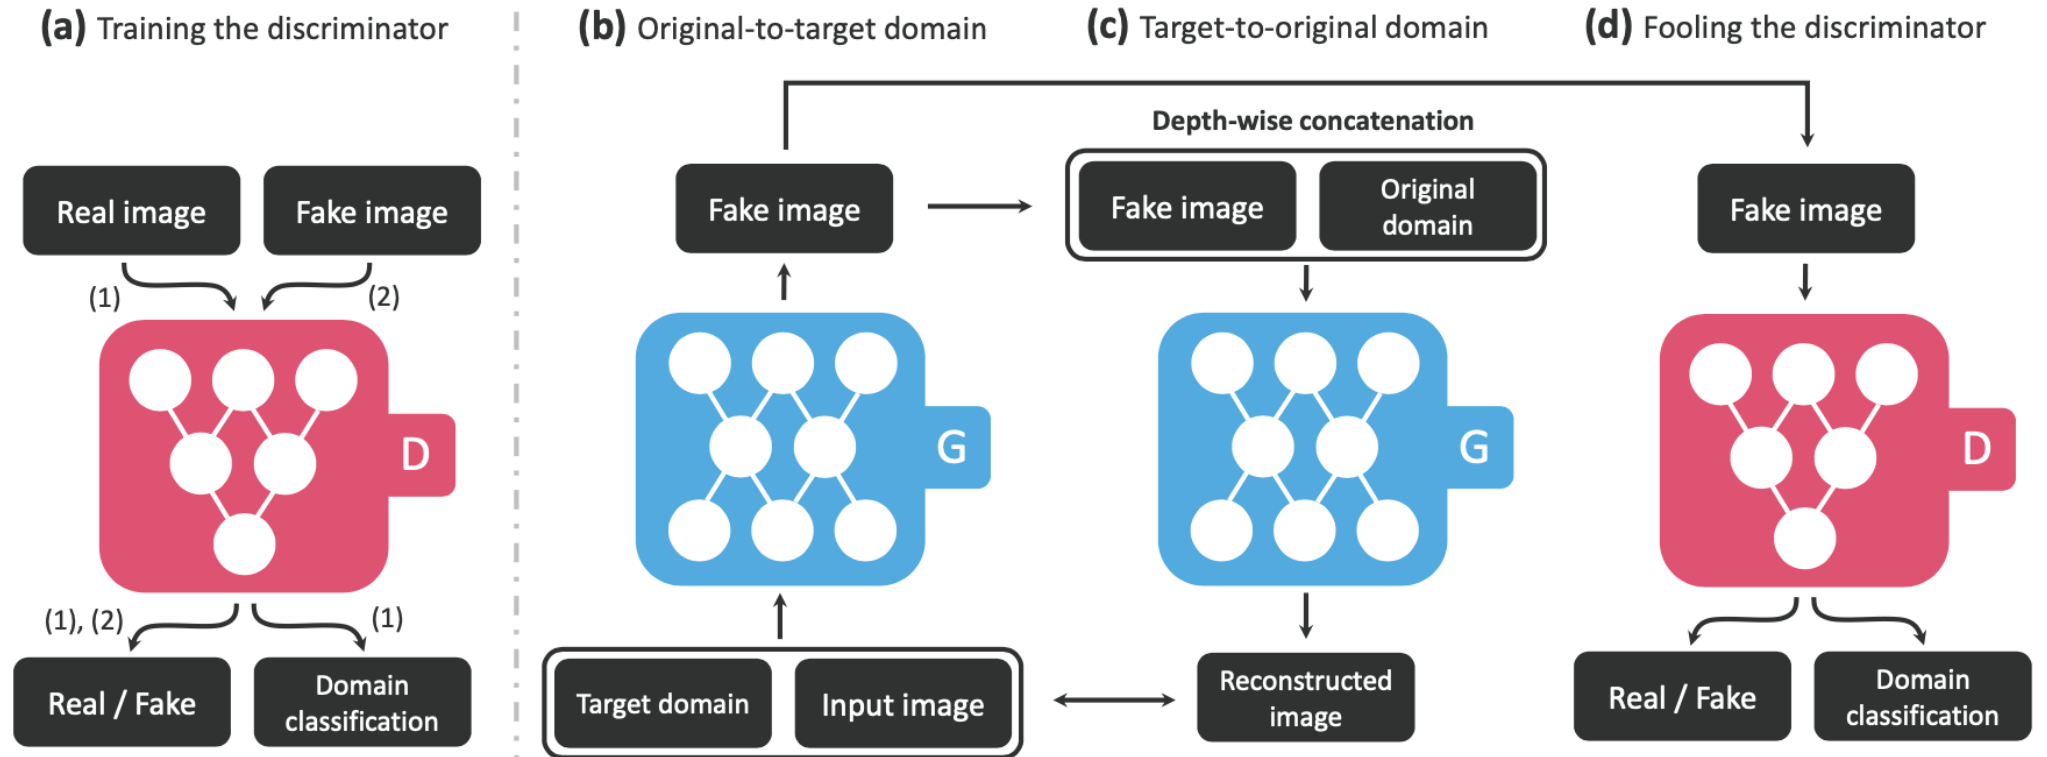 (a) Training the discriminator
(b) Original-to-target domain
(c) Target-to-original domain
(d) Fooling the discriminator
Real image
Fake image
(1)
(2)
D
(1), (2)
(1)
Real / Fake
Domain
classification
Fake image
G
Target domain
Input image
Depth-wise concatenation
Fake image
Original
domain
G
Reconstructed
image
Fake image
D
Real / Fake
Domain
classification